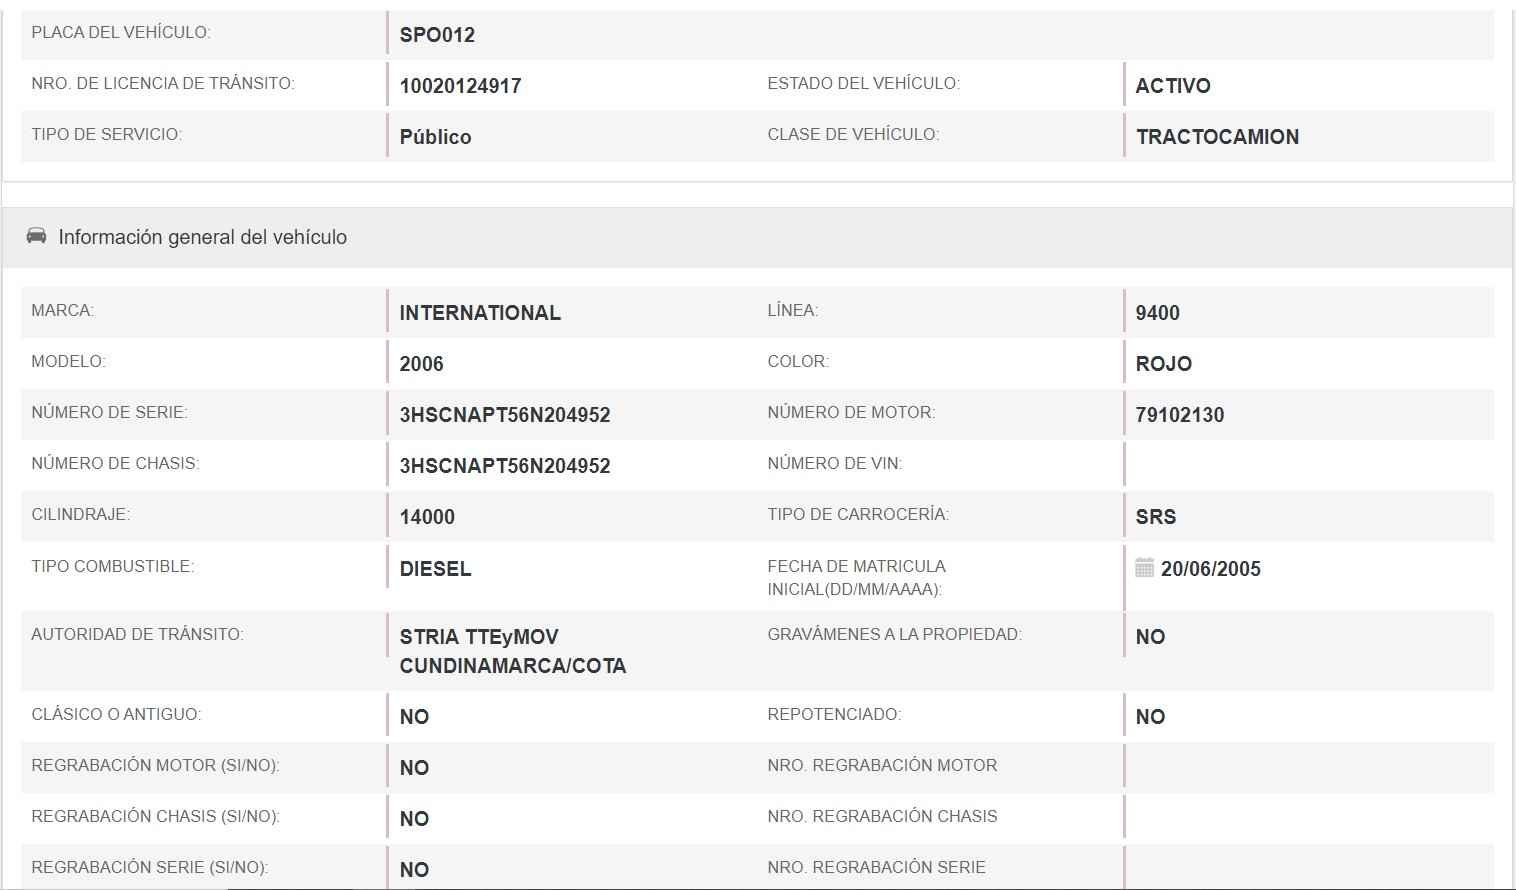 PLACA DEL VEHÍCULO: SPO012
NRO. DE LICENCIA DE TRÁNSITO: 10020124917 ESTADO DEL VEHÍCULO: ACTIVO
TIPO DE SERVICIO: Público CLASE DE VEHÍCULO: TRACTOCAMION
Información general del vehículo
MARCA: INTERNATIONAL LÍNEA: 9400
MODELO: 2006 COLOR: ROJO
NÚMERO DE SERIE: 3HSCNAPT56N204952 NÚMERO DE MOTOR: 79102130
NÚMERO DE CHASIS: 3HSCNAPT56N204952 NÚMERO DE VIN:
CILINDRAJE: 14000 TIPO DE CARROCERÍA: SRS
TIPO COMBUSTIBLE: DIESEL FECHA DE MATRICULA 20/06/2005
INICIAL(DD/MM/AAAA):
AUTORIDAD DE TRÁNSITO: STRIA TTEyMOV GRAVÁMENES A LA PROPIEDAD: NO
CUNDINAMARCA/COTA
CLÁSICO O ANTIGUO: NO REPOTENCIADO: NO
REGRABACIÓN MOTOR (SI/NO): NO NRO. REGRABACIÓN MOTOR
REGRABACIÓN CHASIS (SI/NO): NO NRO. REGRABACIÓN CHASIS
REGRABACIÓN SERIE (SI/NO): NO NRO. REGRABACIÓN SERIE